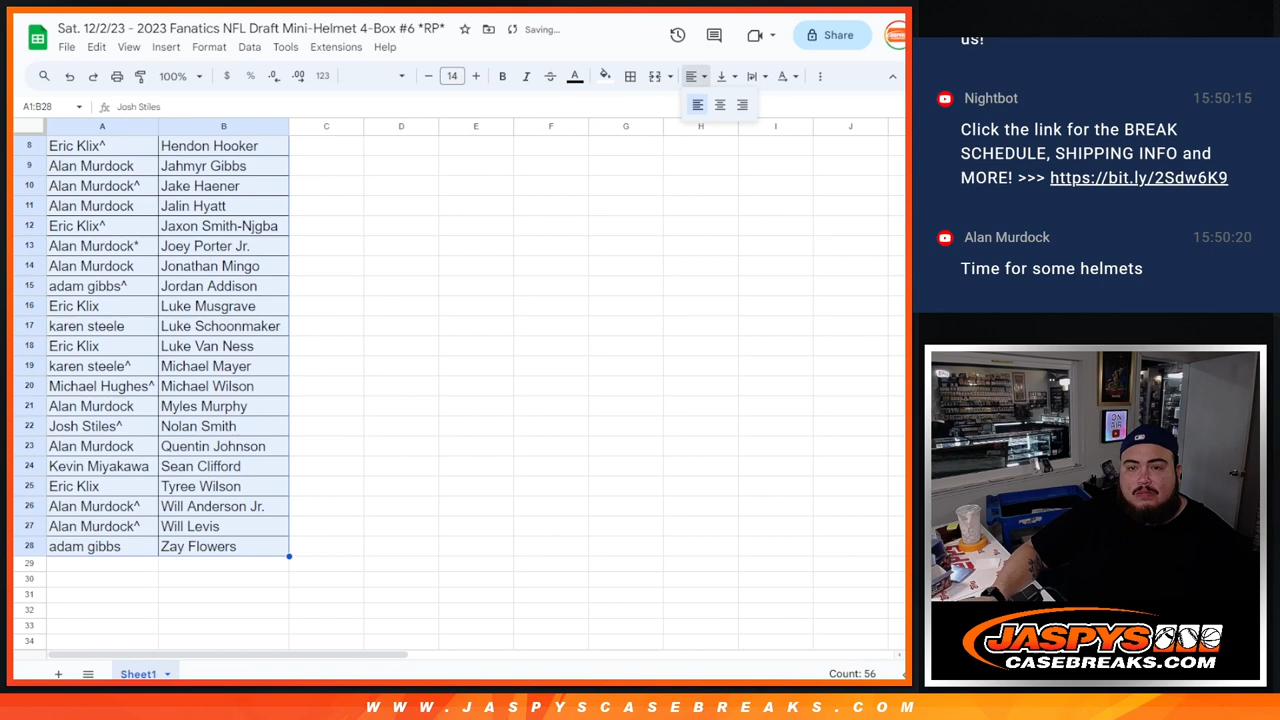 Sat. 12/2/23 - 2023 Fanatics NFL Draft Mini-Helmet 4-Box #6 *RP*
Saving...
File Edit View Insert Format Data Tools Extensions Help
Share
100% $ % .0 .00 123 14 B I S A
A1:B28 fx Josh Stiles
A B C D E F G H I J
8 Eric Klix^ Hendon Hooker
9 Alan Murdock Jahmyr Gibbs
10 Alan Murdock^ Jake Haener
11 Alan Murdock Jalin Hyatt
12 Eric Klix^ Jaxon Smith-Njgba
13 Alan Murdock* Joey Porter Jr.
14 Alan Murdock Jonathan Mingo
15 adam gibbs^ Jordan Addison
16 Eric Klix Luke Musgrave
17 karen steele Luke Schoonmaker
18 Eric Klix Luke Van Ness
19 karen steele^ Michael Mayer
20 Michael Hughes^ Michael Wilson
21 Alan Murdock Myles Murphy
22 Josh Stiles^ Nolan Smith
23 Alan Murdock Quentin Johnson
24 Kevin Miyakawa Sean Clifford
25 Eric Klix Tyree Wilson
26 Alan Murdock^ Will Anderson Jr.
27 Alan Murdock^ Will Levis
28 adam gibbs Zay Flowers
29
30
31
32
33
34
Sheet1
Count: 56
us!
Nightbot 15:50:15
Click the link for the BREAK
SCHEDULE, SHIPPING INFO and
MORE! >>> https://bit.ly/2Sdw6K9
Alan Murdock 15:50:20
Time for some helmets
ON
AIR
JASPYS
CASEBREAKS.COM
WWW.JASPYSCASEBREAKS.COM